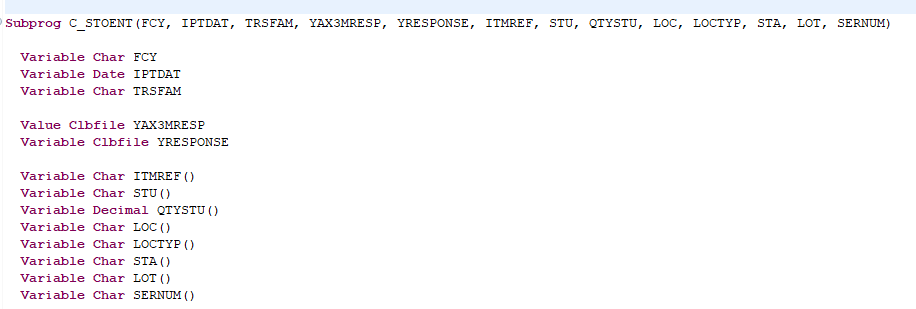 Subprog C_STOENT(FCY, IPTDAT, TRSFAM, YAX3MRESP, YRESPONSE, ITMREF, STU, QTYSTU, LOC, LOCTYP, STA, LOT, SERNUM)
Variable Char FCY
Variable Date IPTDAT
Variable Char TRSFAM
Value Clbfile YAX3MRESP
Variable Clbfile YRESPONSE
Variable Char ITMREF()
Variable Char STU()
Variable Decimal QTYSTU()
Variable Char LOC()
Variable Char LOCTYP()
Variable Char STA()
Variable Char LOT()
Variable Char SERNUM()